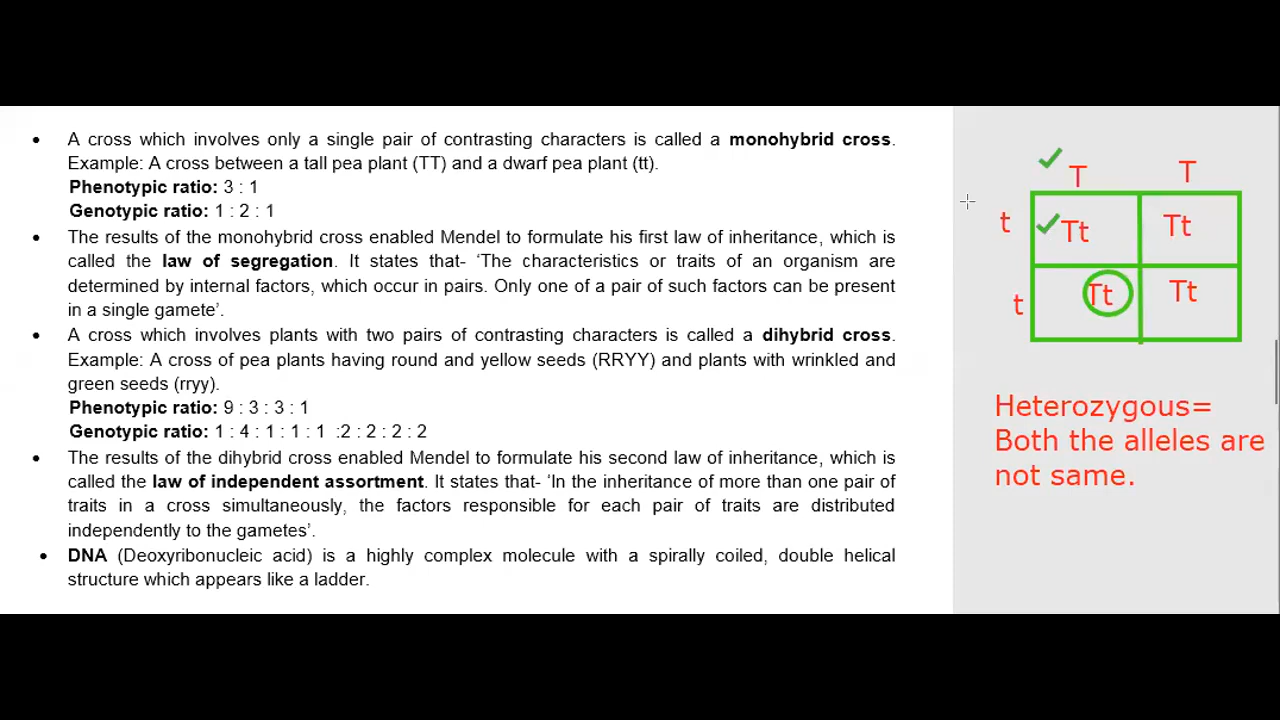 • A cross which involves only a single pair of contrasting characters is called a monohybrid cross.
Example: A cross between a tall pea plant (TT) and a dwarf pea plant (tt).
Phenotypic ratio: 3 : 1
Genotypic ratio: 1 : 2 : 1
• The results of the monohybrid cross enabled Mendel to formulate his first law of inheritance, which is
called the law of segregation. It states that- ‘The characteristics or traits of an organism are
determined by internal factors, which occur in pairs. Only one of a pair of such factors can be present
in a single gamete’.
• A cross which involves plants with two pairs of contrasting characters is called a dihybrid cross.
Example: A cross of pea plants having round and yellow seeds (RRYY) and plants with wrinkled and
green seeds (rryy).
Phenotypic ratio: 9 : 3 : 3 : 1
Genotypic ratio: 1 : 4 : 1 : 1 : 1 :2 : 2 : 2 : 2
• The results of the dihybrid cross enabled Mendel to formulate his second law of inheritance, which is
called the law of independent assortment. It states that- ‘In the inheritance of more than one pair of
traits in a cross simultaneously, the factors responsible for each pair of traits are distributed
independently to the gametes’.
• DNA (Deoxyribonucleic acid) is a highly complex molecule with a spirally coiled, double helical
structure which appears like a ladder.
T T
t Tt Tt
t Tt Tt
Heterozygous=
Both the alleles are
not same.